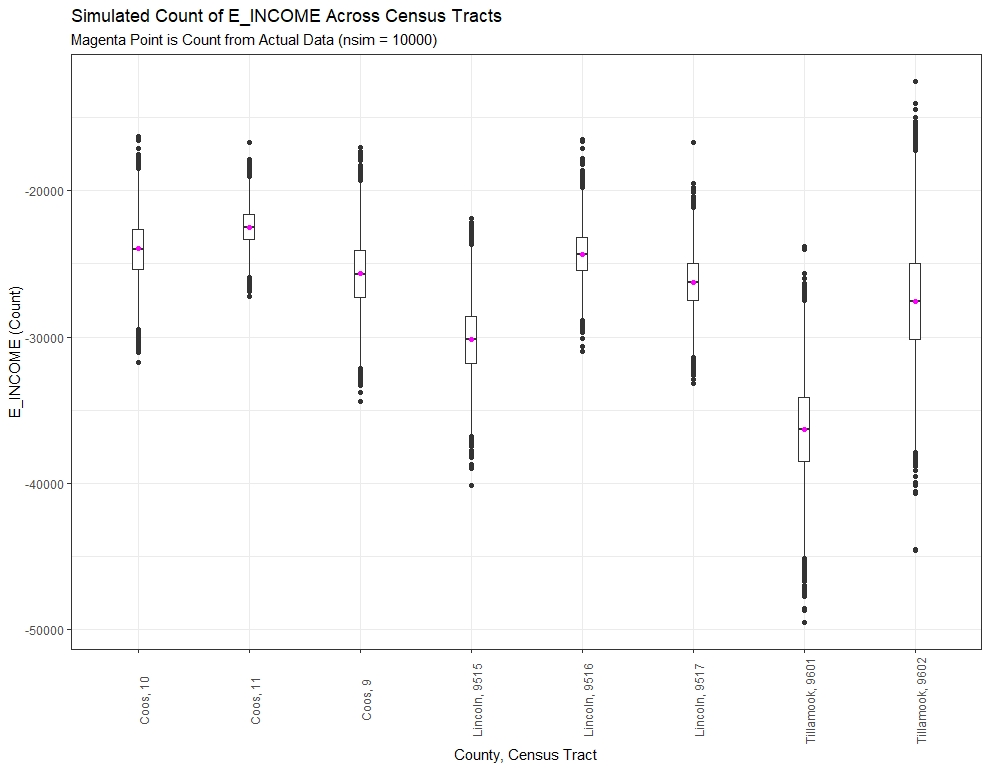 Simulated Count of E_INCOME Across Census Tracts
Magenta Point is Count from Actual Data (nsim = 10000)
E_INCOME (Count)
-20000
-30000
-40000
-50000
Coos, 10
Coos, 11
Coos, 9
Lincoln, 9515
Lincoln, 9516
Lincoln, 9517
Tillamook, 9601
Tillamook, 9602
County, Census Tract